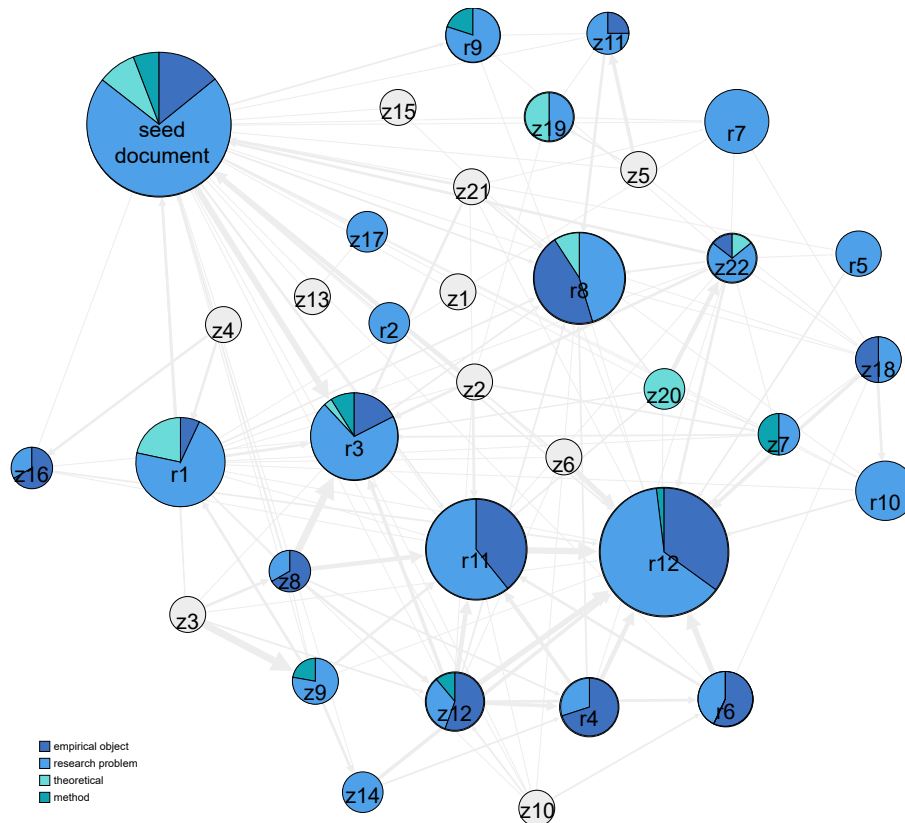 r9
z11
z15
z19
r7
seed
document
z5
z21
z17
r5
z22
r8
z13
z1
r2
z4
z18
z2
z20
z7
r3
z6
r1
z16
r10
r11
r12
z8
z3
z9
z12
r4
r6
z14
z10
empirical object
research problem
theoretical
method